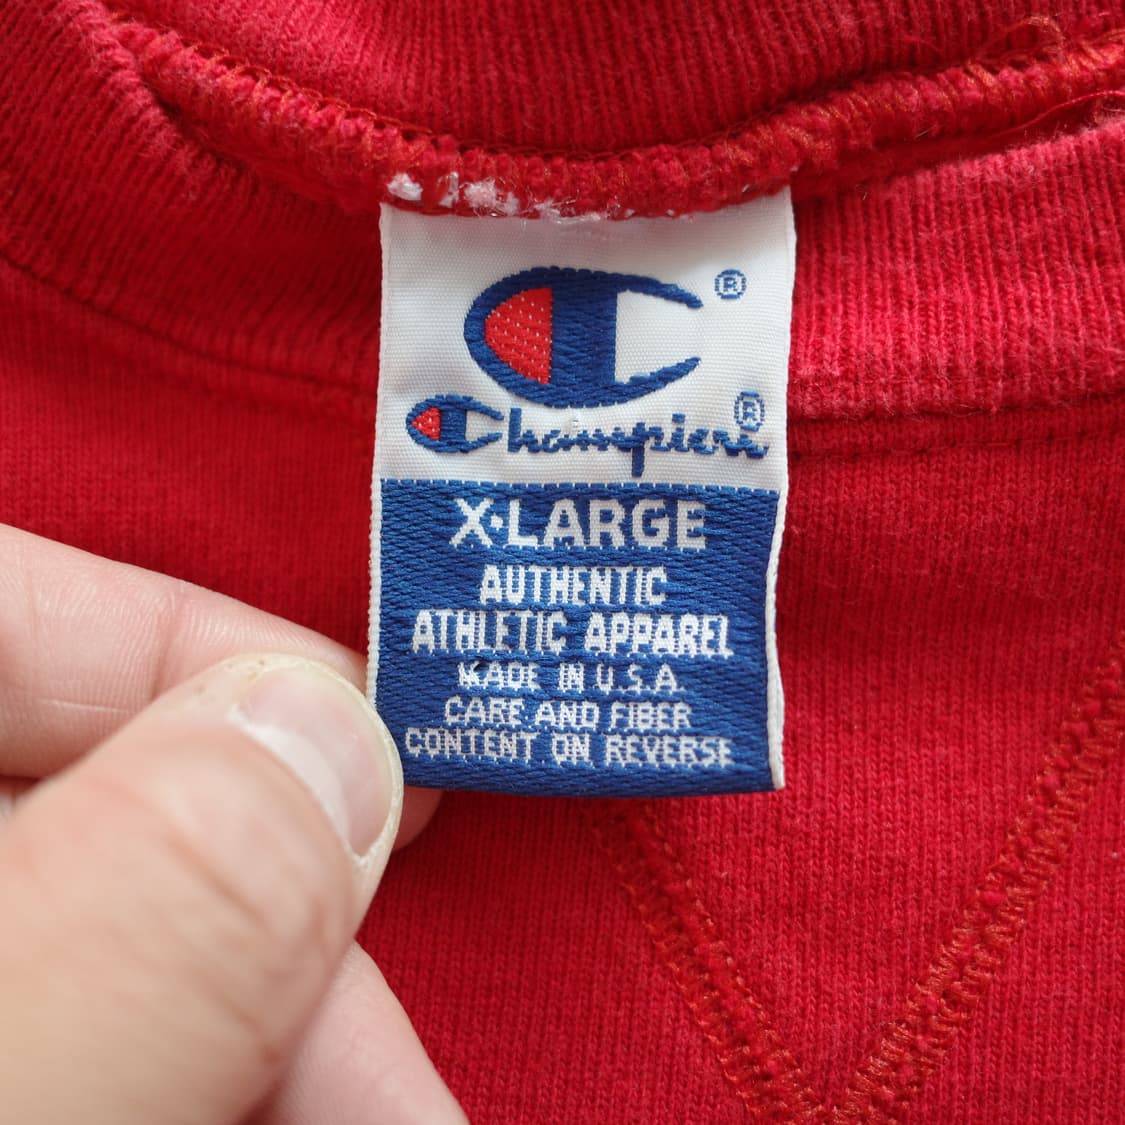 ®
Champion®
X·LARGE
AUTHENTIC
ATHLETIC APPAREL
MADE IN U.S.A.
CARE AND FIBER
CONTENT ON REVERSE